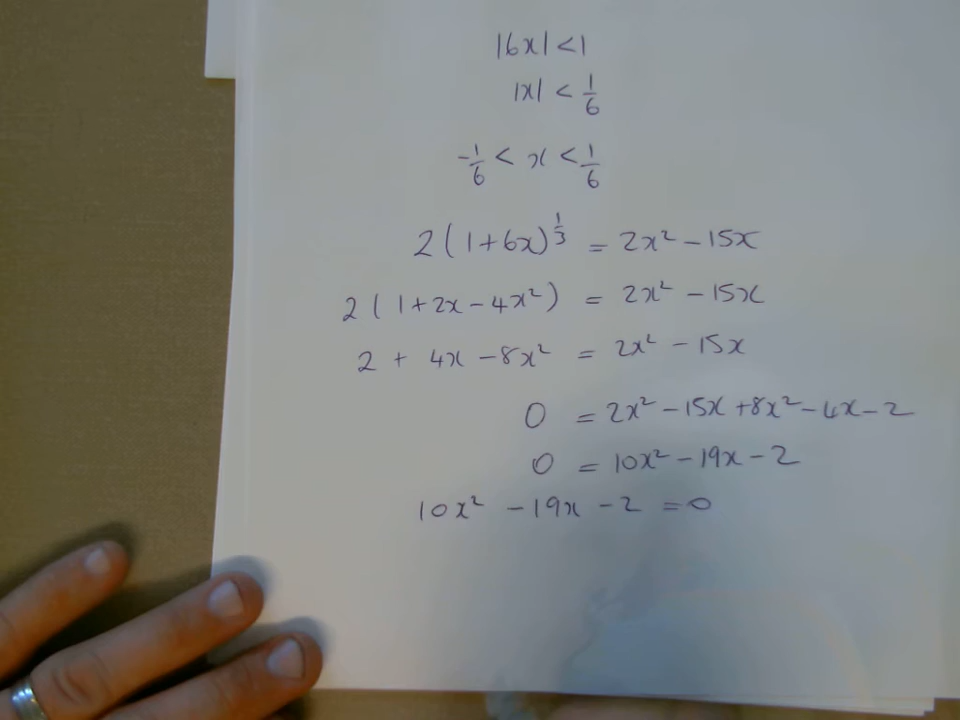 |6x| < 1
|x| < 1/6
-1/6 < x < 1/6
2(1+6x)^1/3 = 2x² - 15x
2(1+2x-4x²) = 2x² - 15x
2 + 4x - 8x² = 2x² - 15x
0 = 2x² - 15x + 8x² - 4x - 2
0 = 10x² - 19x - 2
10x² - 19x - 2 = 0